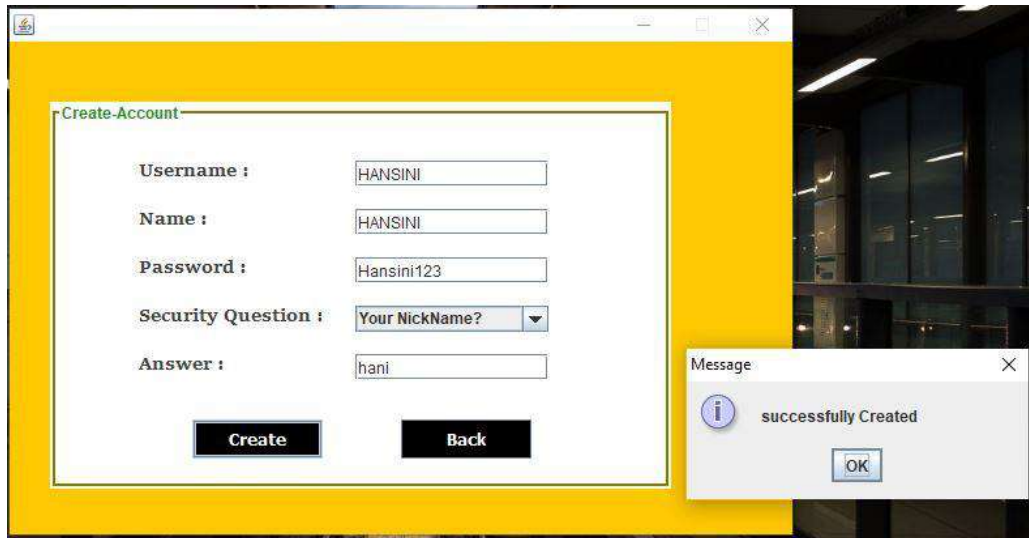 Create-Account
Username : HANSINI
Name : HANSINI
Password : Hansini123
Security Question : Your NickName?
Answer : hani
Create Back
Message
successfully Created
OK